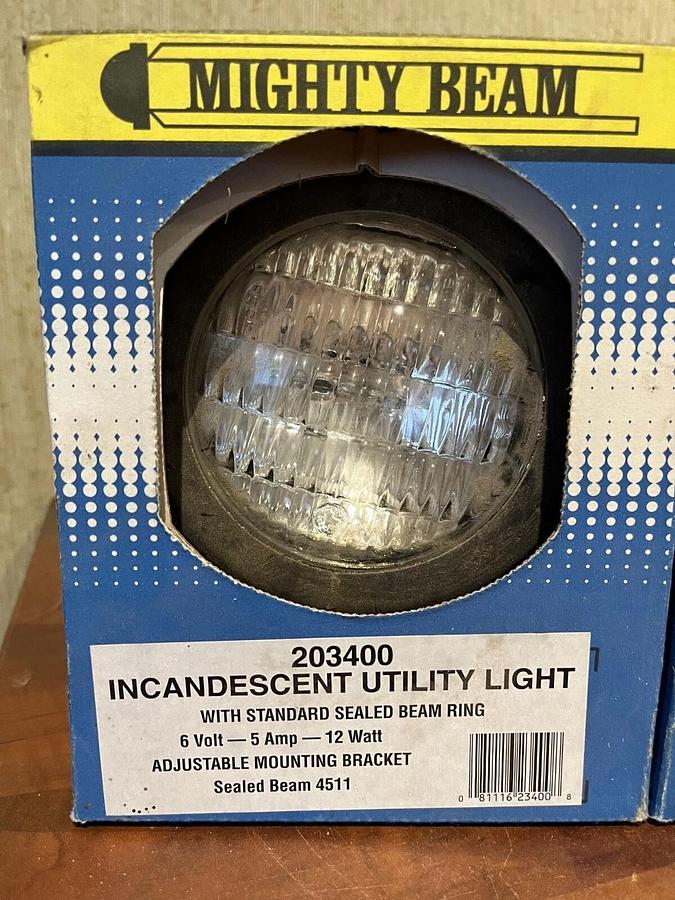 MIGHTY BEAM
203400
INCANDESCENT UTILITY LIGHT
WITH STANDARD SEALED BEAM RING
6 Volt — 5 Amp — 12 Watt
ADJUSTABLE MOUNTING BRACKET
Sealed Beam 4511
0 81116 23400 8